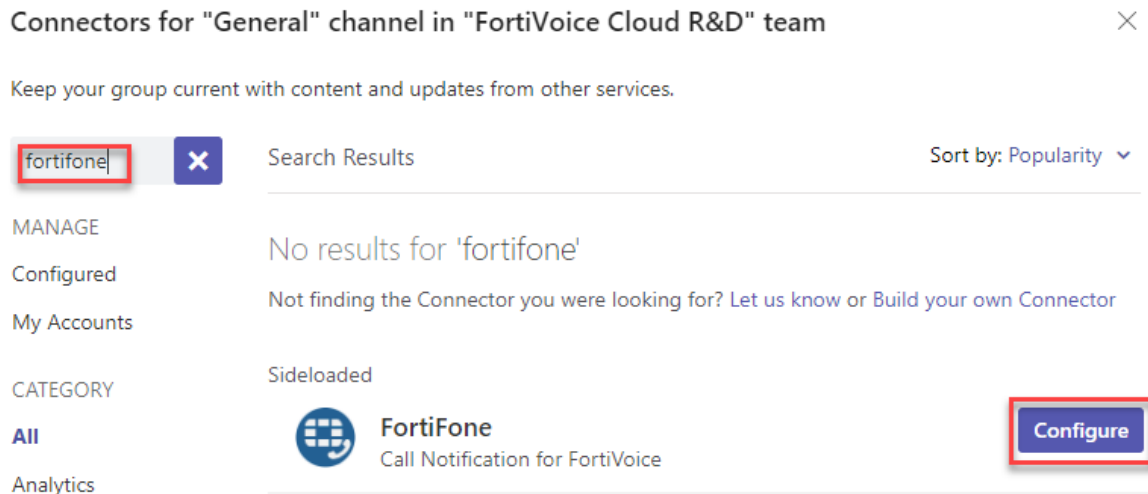 Connectors for "General" channel in "FortiVoice Cloud R&D" team
Keep your group current with content and updates from other services.
fortifone
Search Results
Sort by: Popularity
MANAGE
Configured
My Accounts
CATEGORY
All
Analytics
No results for 'fortifone'
Not finding the Connector you were looking for? Let us know or Build your own Connector
Sideloaded
FortiFone
Call Notification for FortiVoice
Configure